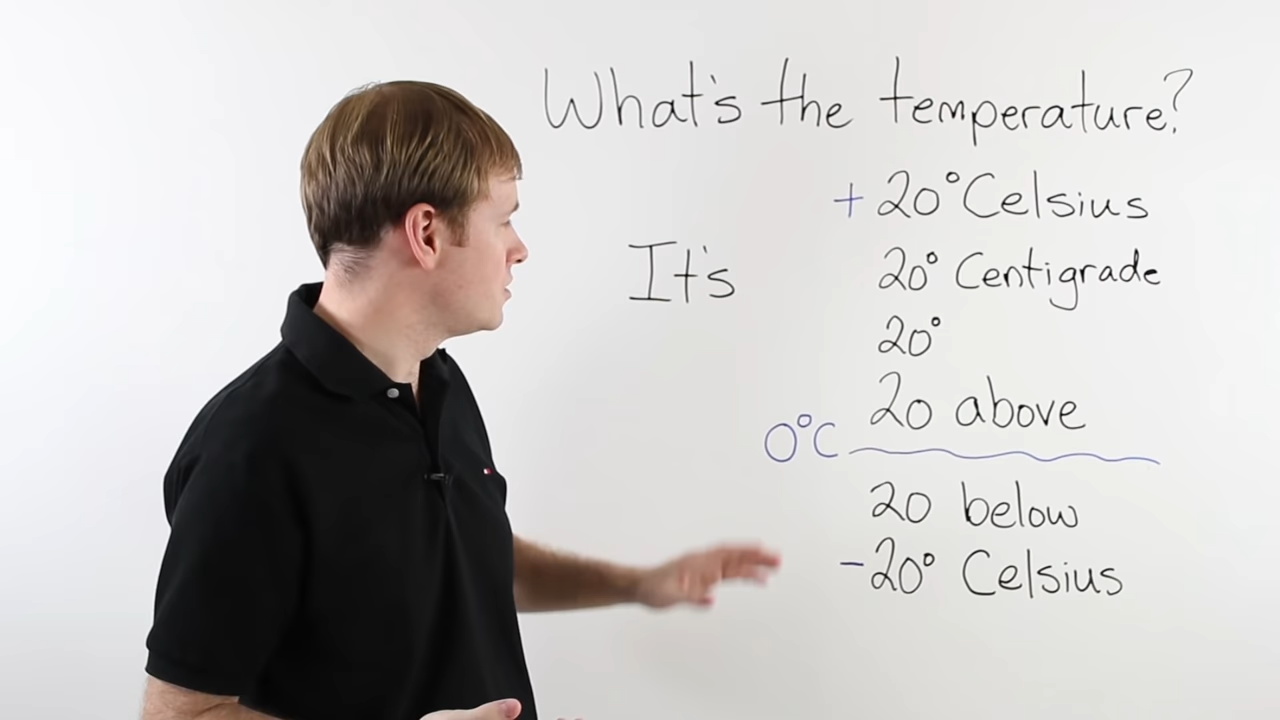 What's the temperature?
+20° Celsius
It's
20° Centigrade
20°
20 above
0°C
20 below
-20° Celsius